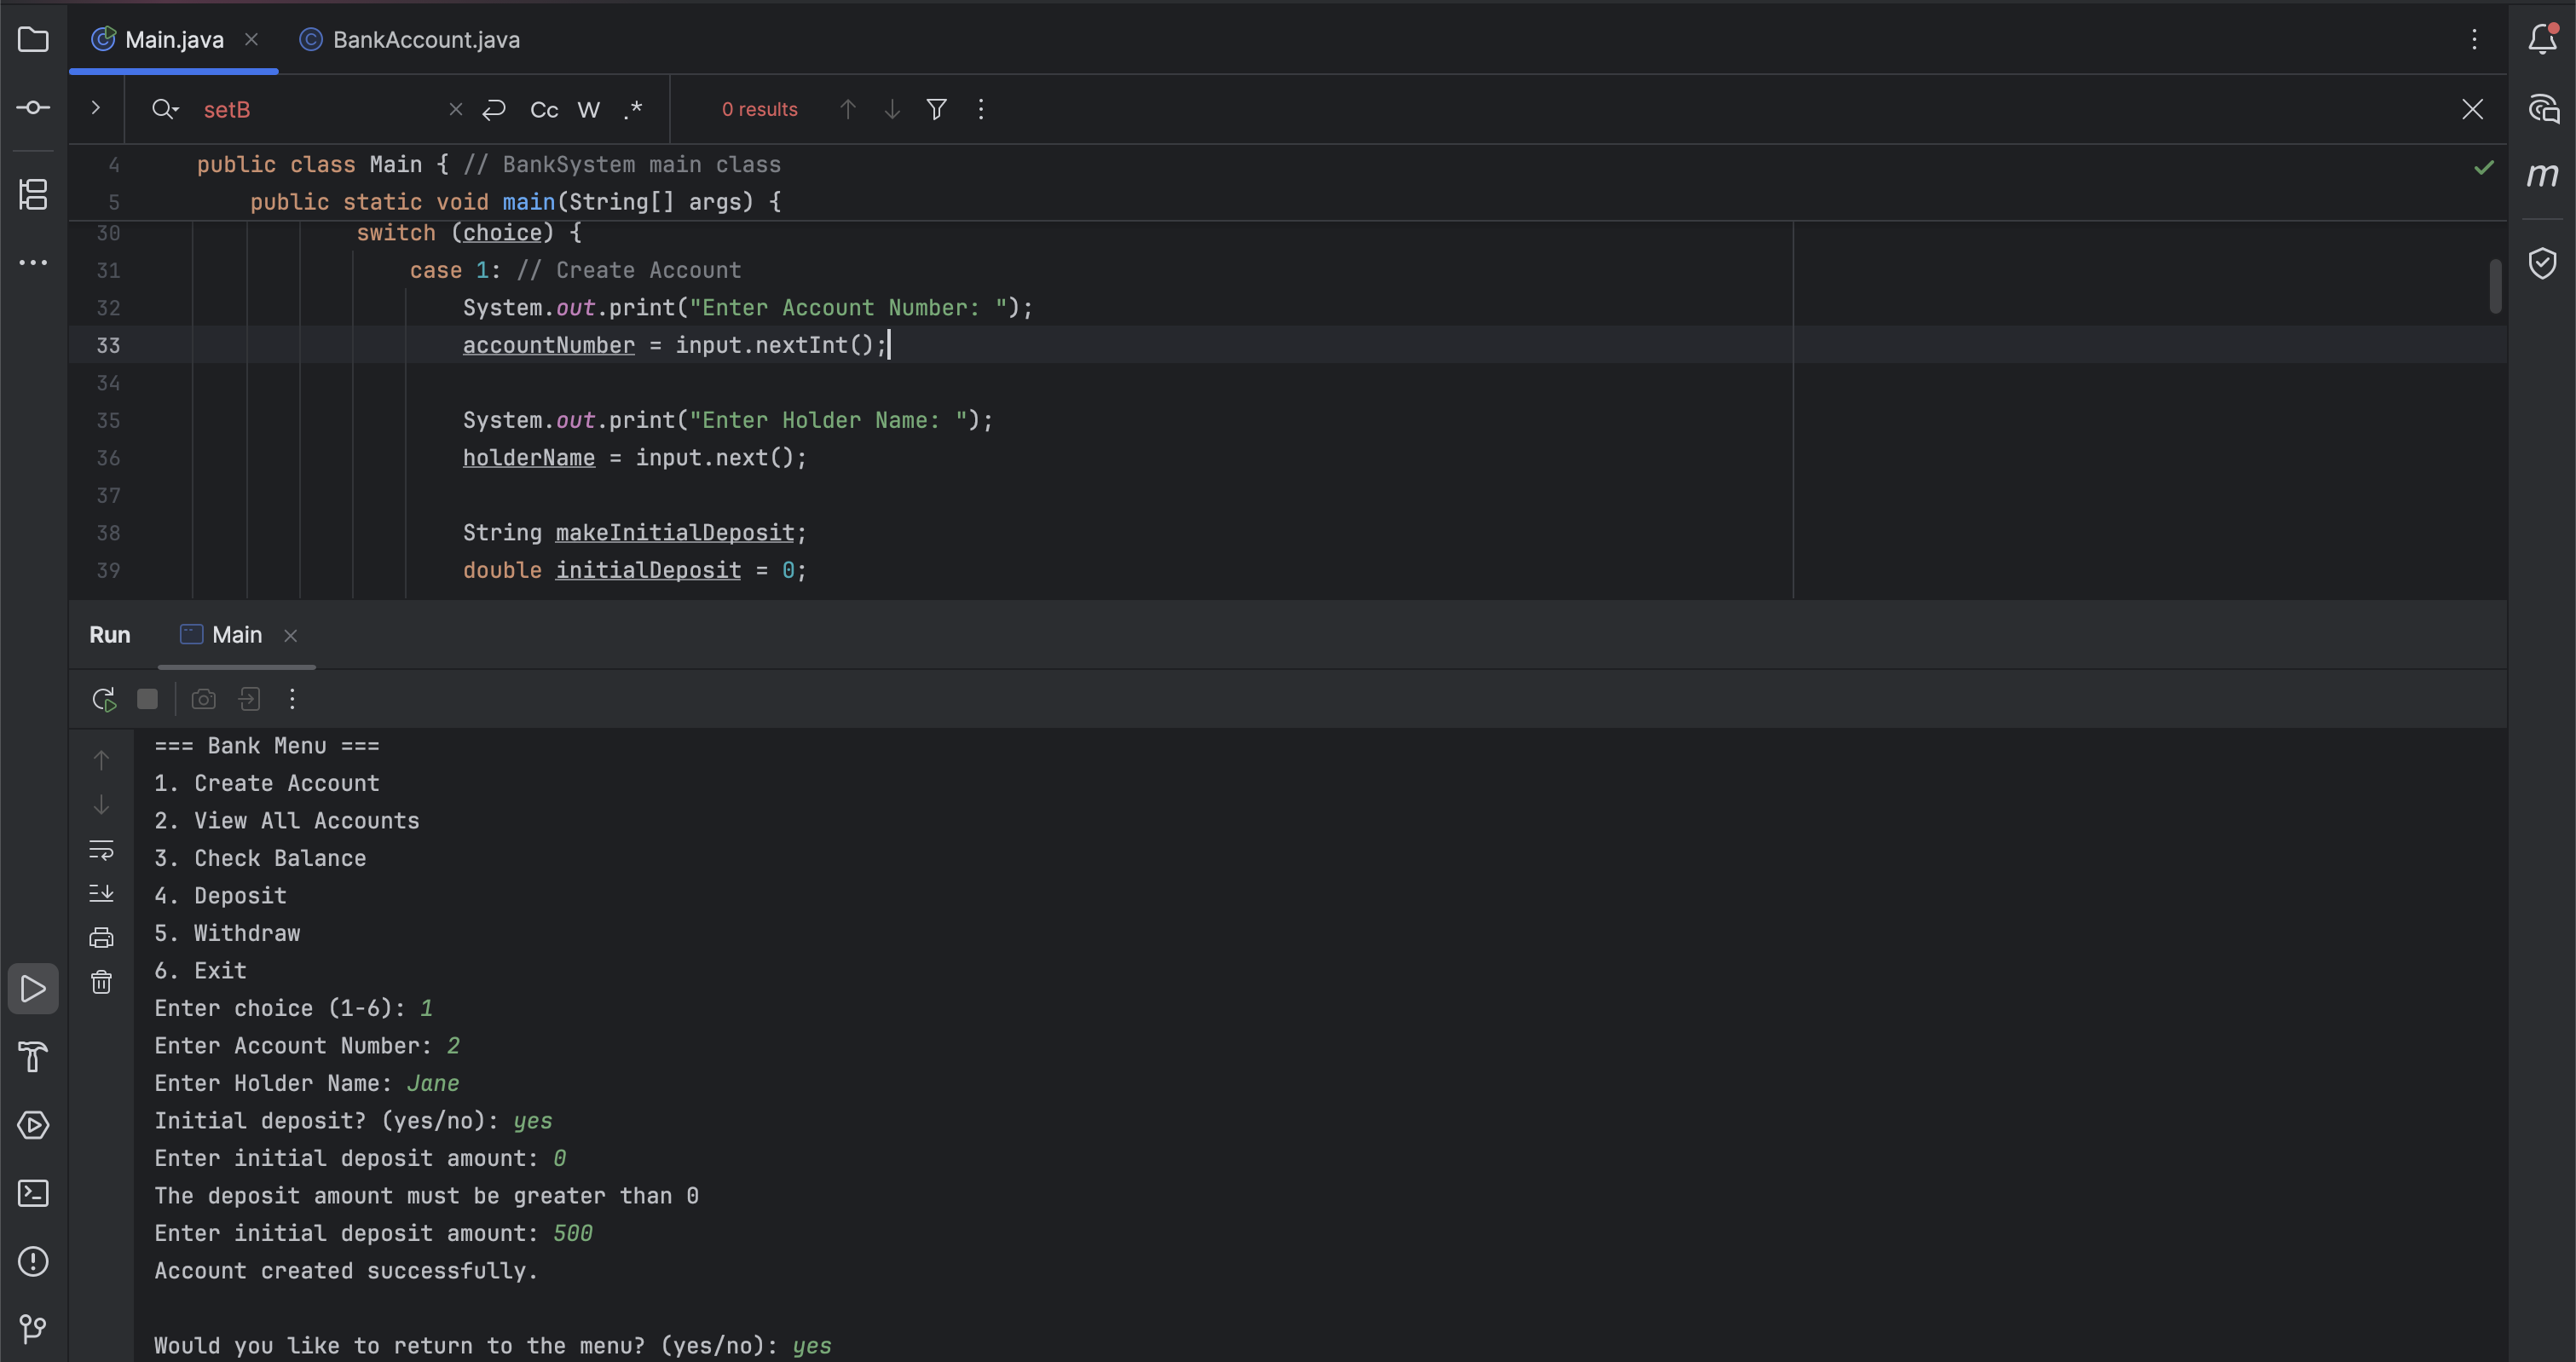 Main.java
BankAccount.java
setB
Cc W .*
0 results
4 public class Main { // BankSystem main class
5 public static void main(String[] args) {
30 switch (choice) {
31 case 1: // Create Account
32 System.out.print("Enter Account Number: ");
33 accountNumber = input.nextInt();
34
35 System.out.print("Enter Holder Name: ");
36 holderName = input.next();
37
38 String makeInitialDeposit;
39 double initialDeposit = 0;
m
Run
Main
=== Bank Menu ===
1. Create Account
2. View All Accounts
3. Check Balance
4. Deposit
5. Withdraw
6. Exit
Enter choice (1-6): 1
Enter Account Number: 2
Enter Holder Name: Jane
Initial deposit? (yes/no): yes
Enter initial deposit amount: 0
The deposit amount must be greater than 0
Enter initial deposit amount: 500
Account created successfully.
Would you like to return to the menu? (yes/no): yes